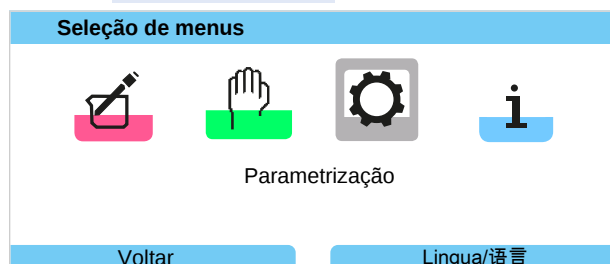 Seleção de menus
Parametrização
Voltar
Lingua/语言